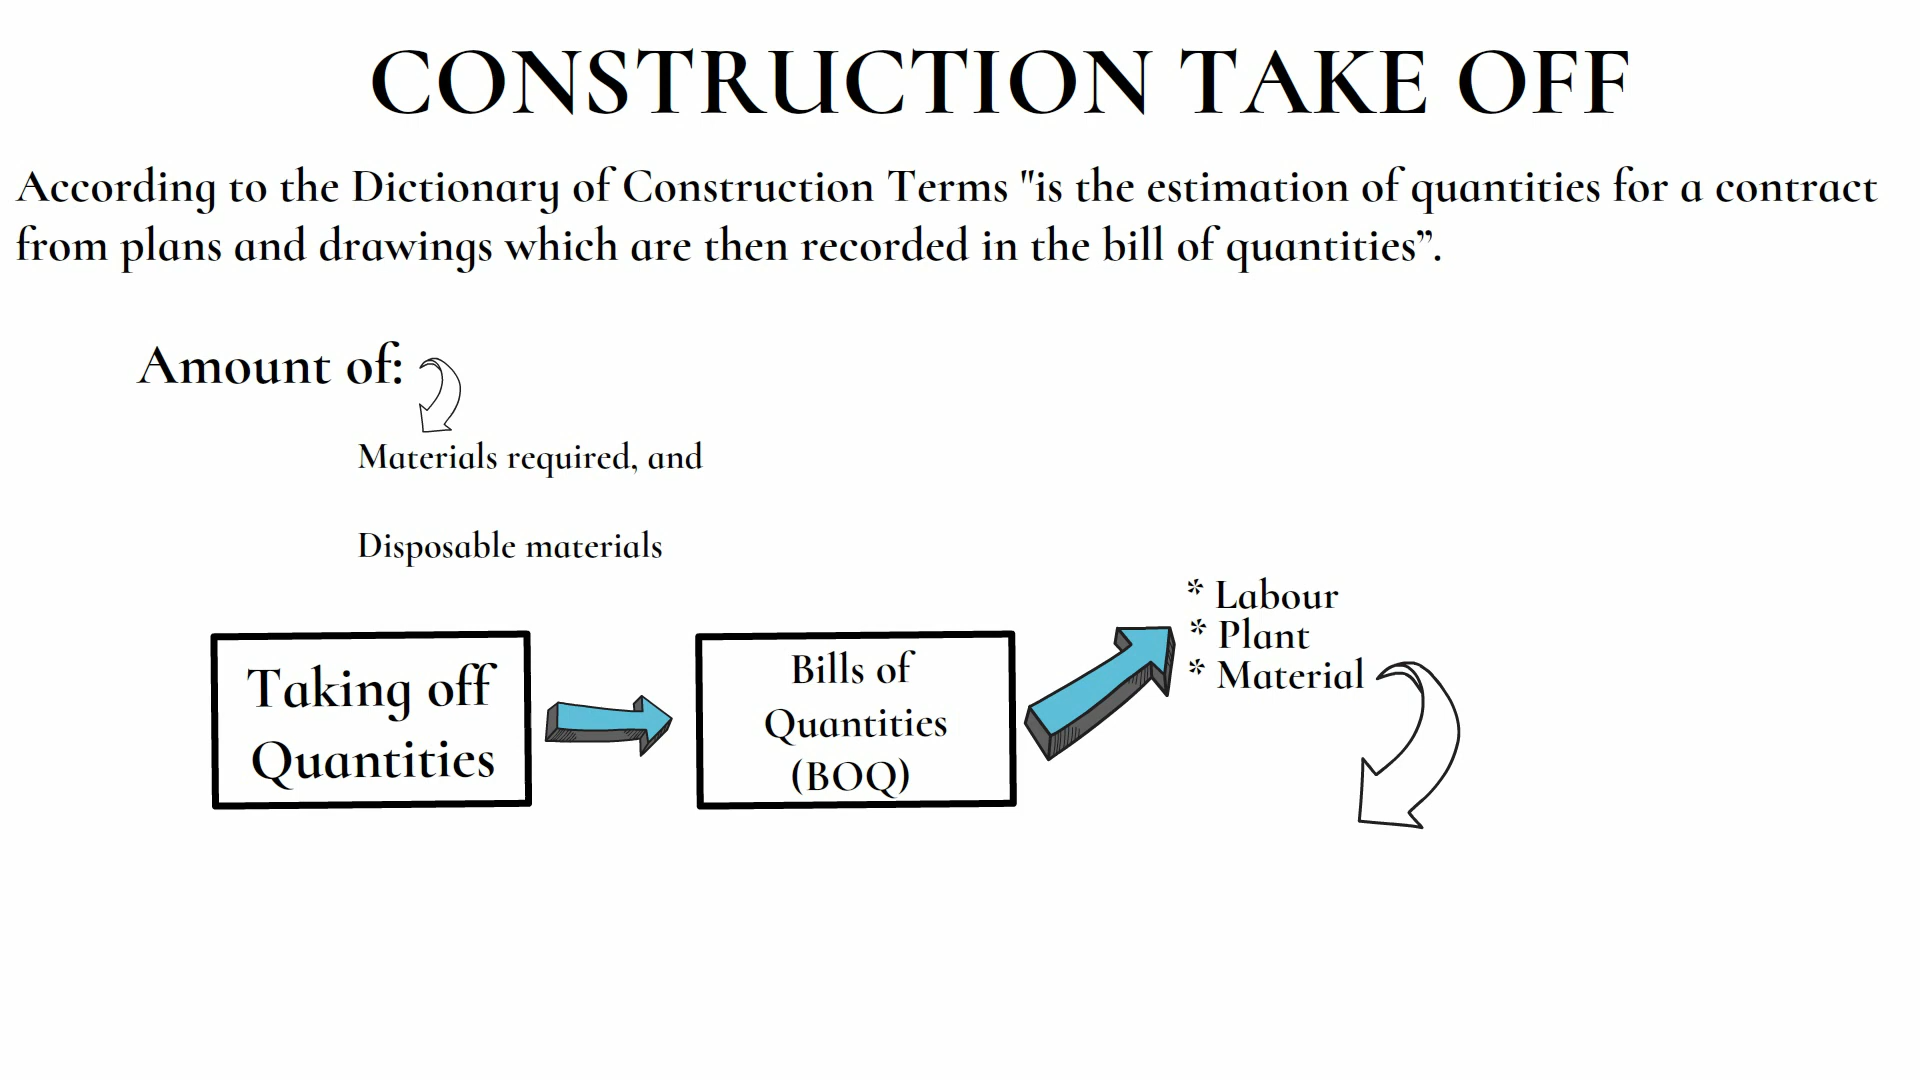 CONSTRUCTION TAKE OFF
According to the Dictionary of Construction Terms "is the estimation of quantities for a contract
from plans and drawings which are then recorded in the bill of quantities”.
Amount of:
Materials required, and
Disposable materials
Taking off
Quantities
Bills of
Quantities
(BOQ)
* Labour
* Plant
* Material